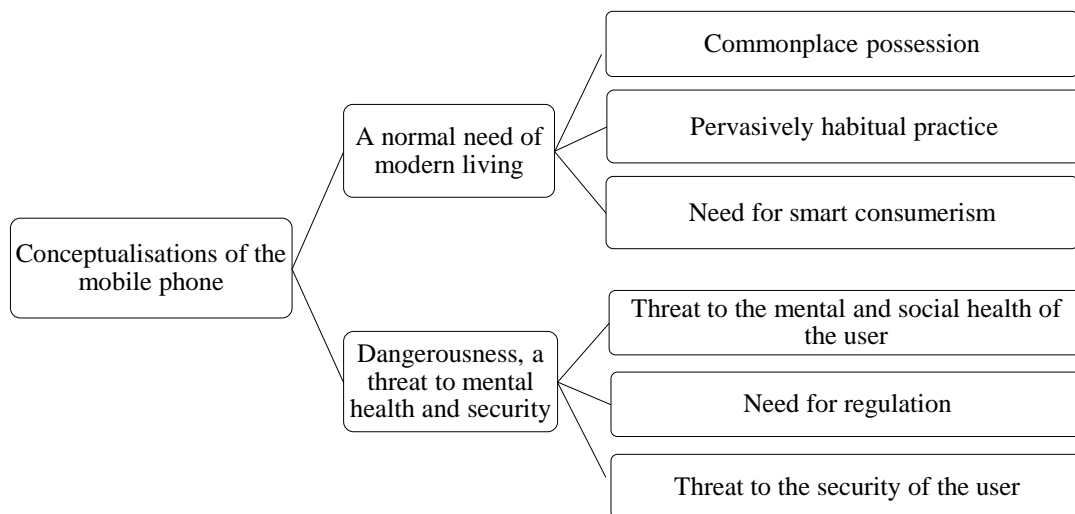 Conceptualisations of the
mobile phone
A normal need of
modern living
Commonplace possession
Pervasively habitual practice
Need for smart consumerism
Dangerousness, a
threat to mental
health and security
Threat to the mental and social health of
the user
Need for regulation
Threat to the security of the user